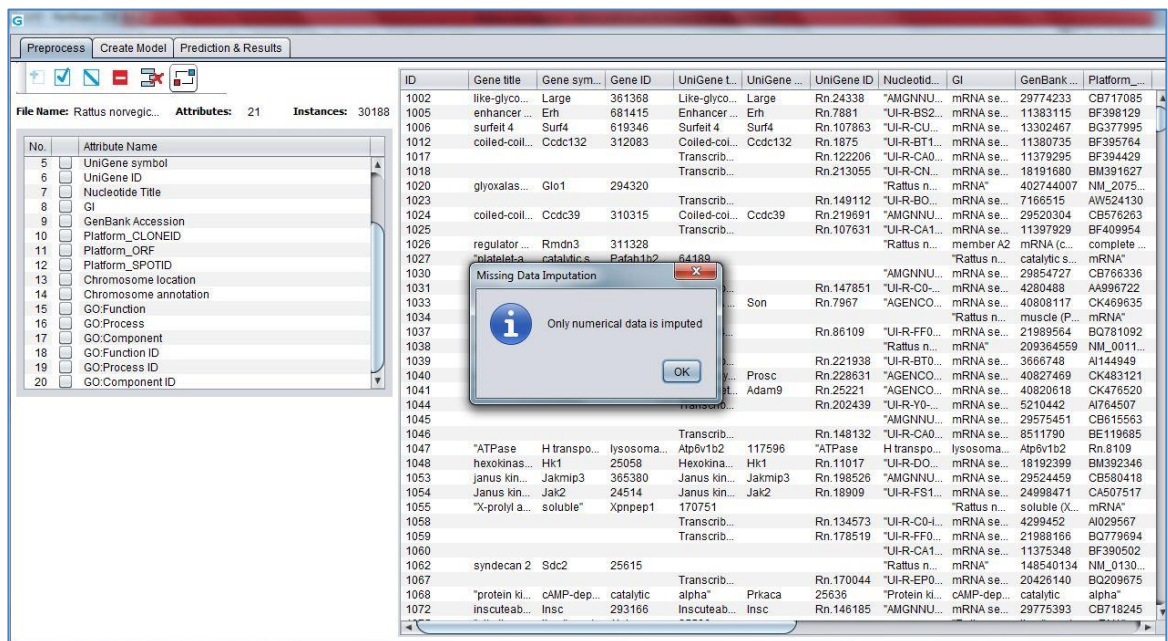 G
Preprocess Create Model Prediction & Results
File Name: Rattus norvegic... Attributes: 21 Instances: 30188
No. Attribute Name
5 UniGene symbol
6 UniGene ID
7 Nucleotide Title
8 GI
9 GenBank Accession
10 Platform_CLONEID
11 Platform_ORF
12 Platform_SPOTID
13 Chromosome location
14 Chromosome annotation
15 GO:Function
16 GO:Process
17 GO:Component
18 GO:Function ID
19 GO:Process ID
20 GO:Component ID
ID Gene title Gene sym... Gene ID UniGene t... UniGene ... UniGene ID Nucleotid... GI GenBank ... Platform_...
1002 like-glyco... Large 361368 Like-glyco... Large Rn.24338 "AMGNNU... mRNA se... 29774233 CB717085
1005 enhancer ... Erh 681415 Enhancer ... Erh Rn.7881 "UI-R-BS2... mRNA se... 11383115 BF398129
1006 surfeit 4 Surf4 619346 Surfeit 4 Surf4 Rn.107863 "UI-R-CU... mRNA se... 13302467 BG377995
1012 coiled-coil... Ccdc132 312083 Coiled-coi... Ccdc132 Rn.1875 "UI-R-BT1... mRNA se... 11380735 BF395764
1017 Transcrib... Rn.122206 "UI-R-CA0... mRNA se... 11379295 BF394429
1018 Transcrib... Rn.213055 "UI-R-CN... mRNA se... 18191680 BM391627
1020 glyoxalas... Glo1 294320 "Rattus n... mRNA" 402744007 NM_2075...
1023 Transcrib... Rn.149112 "UI-R-BO... mRNA se... 7166515 AW524130
1024 coiled-coil... Ccdc39 310315 Coiled-coi... Ccdc39 Rn.219691 "AMGNNU... mRNA se... 29520304 CB576263
1025 Transcrib... Rn.107631 "UI-R-CA1... mRNA se... 11397929 BF409954
1026 regulator ... Rmdn3 311328 "Rattus n... member A2 mRNA (c... complete ...
1027 "platelet-a... catalytic s... Pafah1b2 64189 "Rattus n... catalytic s... mRNA"
1030 "AMGNNU... mRNA se... 29854727 CB766336
1031 Rn.147851 "UI-R-C0-... mRNA se... 4280488 AA996722
1033 Son Rn.7967 "AGENCO... mRNA se... 40808117 CK469635
1034 "Rattus n... muscle (P... mRNA"
1037 Rn.86109 "UI-R-FF0... mRNA se... 21989564 BQ781092
1038 "Rattus n... mRNA" 209364559 NM_0011...
1039 Rn.221938 "UI-R-BT0... mRNA se... 3666748 AI144949
1040 Prosc Rn.228631 "AGENCO... mRNA se... 40827469 CK483121
1041 Adam9 Rn.25221 "AGENCO... mRNA se... 40820618 CK476520
1044 Transcrib... Rn.202439 "UI-R-Y0-... mRNA se... 5210442 AI764507
1045 "AMGNNU... mRNA se... 29575451 CB615563
1046 Transcrib... Rn.148132 "UI-R-CA0... mRNA se... 8511790 BE119685
1047 "ATPase H transpo... lysosoma... Atp6v1b2 117596 "ATPase H transpo... lysosoma... Atp6v1b2 Rn.8109
1048 hexokinas... Hk1 25058 Hexokina... Hk1 Rn.11017 "UI-R-DO... mRNA se... 18192399 BM392346
1053 janus kin... Jakmip3 365380 Janus kin... Jakmip3 Rn.198526 "AMGNNU... mRNA se... 29524459 CB580418
1054 Janus kin... Jak2 24514 Janus kin... Jak2 Rn.18909 "UI-R-FS1... mRNA se... 24998471 CA507517
1055 "X-prolyl a... soluble" Xpnpep1 170751 "Rattus n... soluble (X... mRNA"
1058 Transcrib... Rn.134573 "UI-R-C0-i... mRNA se... 4299452 AI029567
1059 Transcrib... Rn.178519 "UI-R-FF0... mRNA se... 21988166 BQ779694
1060 "UI-R-CA1... mRNA se... 11375348 BF390502
1062 syndecan 2 Sdc2 25615 "Rattus n... mRNA" 148540134 NM_0130...
1067 Transcrib... Rn.170044 "UI-R-EP0... mRNA se... 20426140 BQ209675
1068 "protein ki... cAMP-dep... catalytic alpha" Prkaca 25636 "Protein ki... cAMP-dep... catalytic alpha"
1072 inscuteab... Insc 293166 Inscuteab... Insc Rn.146185 "AMGNNU... mRNA se... 29775393 CB718245
Missing Data Imputation
Only numerical data is imputed
OK